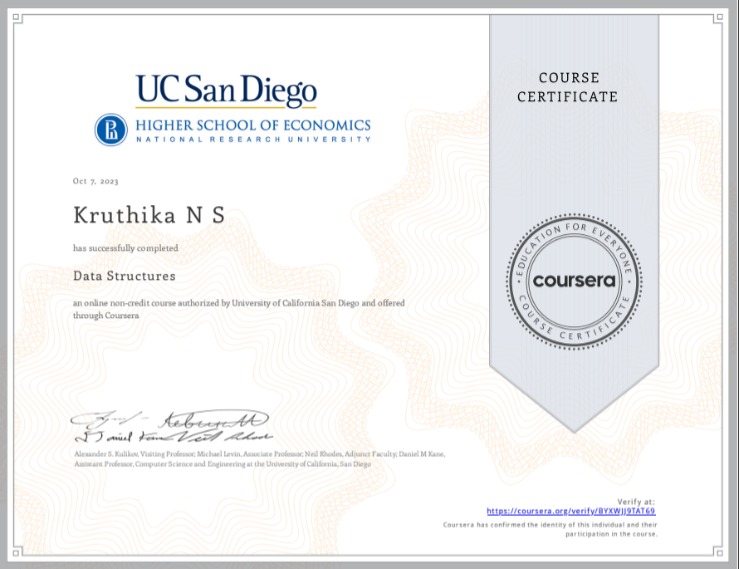 UC San Diego
HIGHER SCHOOL OF ECONOMICS
NATIONAL RESEARCH UNIVERSITY
COURSE
CERTIFICATE
Oct 7, 2023
Kruthika N S
has successfully completed
Data Structures
an online non-credit course authorized by University of California San Diego and offered
through Coursera
EDUCATION FOR EVERYONE
coursera
COURSE CERTIFICATE
Alexander S. Kulikov, Visiting Professor; Michael Levin, Associate Professor; Neil Rhodes, Adjunct Faculty; Daniel M Kane,
Assistant Professor, Computer Science and Engineering at the University of California, San Diego
Verify at:
https://coursera.org/verify/BYXWJJ9TAT69
Coursera has confirmed the identity of this individual and their
participation in the course.